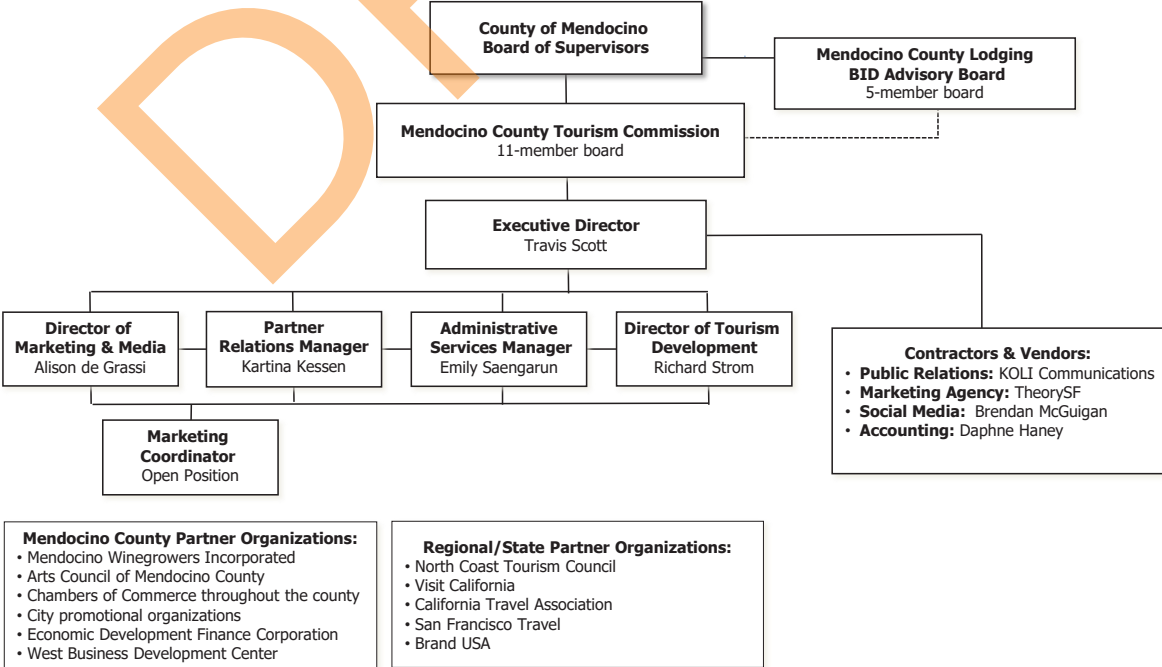 County of Mendocino
Board of Supervisors
Mendocino County Lodging
BID Advisory Board
5-member board
Mendocino County Tourism Commission
11-member board
Executive Director
Travis Scott
Director of
Marketing & Media
Alison de Grassi
Partner
Relations Manager
Kartina Kessen
Administrative
Services Manager
Emily Saengarun
Director of Tourism
Development
Richard Strom
Contractors & Vendors:
• Public Relations: KOLI Communications
• Marketing Agency: TheorySF
• Social Media: Brendan McGuigan
• Accounting: Daphne Haney
Marketing
Coordinator
Open Position
Mendocino County Partner Organizations:
• Mendocino Winegrowers Incorporated
• Arts Council of Mendocino County
• Chambers of Commerce throughout the county
• City promotional organizations
• Economic Development Finance Corporation
• West Business Development Center
Regional/State Partner Organizations:
• North Coast Tourism Council
• Visit California
• California Travel Association
• San Francisco Travel
• Brand USA